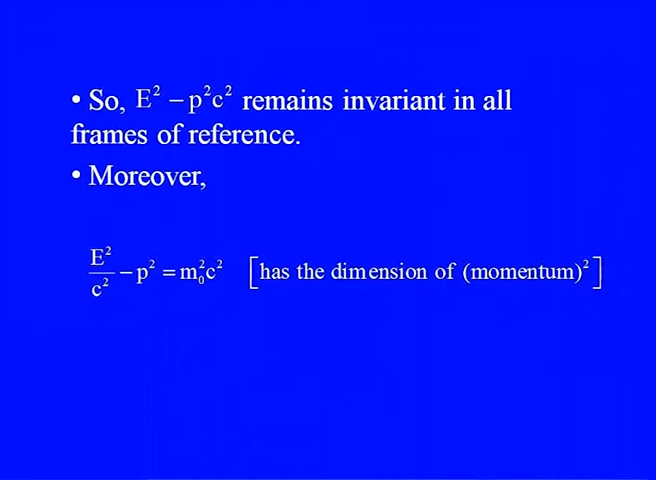 • So, E² – p²c² remains invariant in all
frames of reference.
• Moreover,
E²/c² – p² = m₀²c² [has the dimension of (momentum)²]